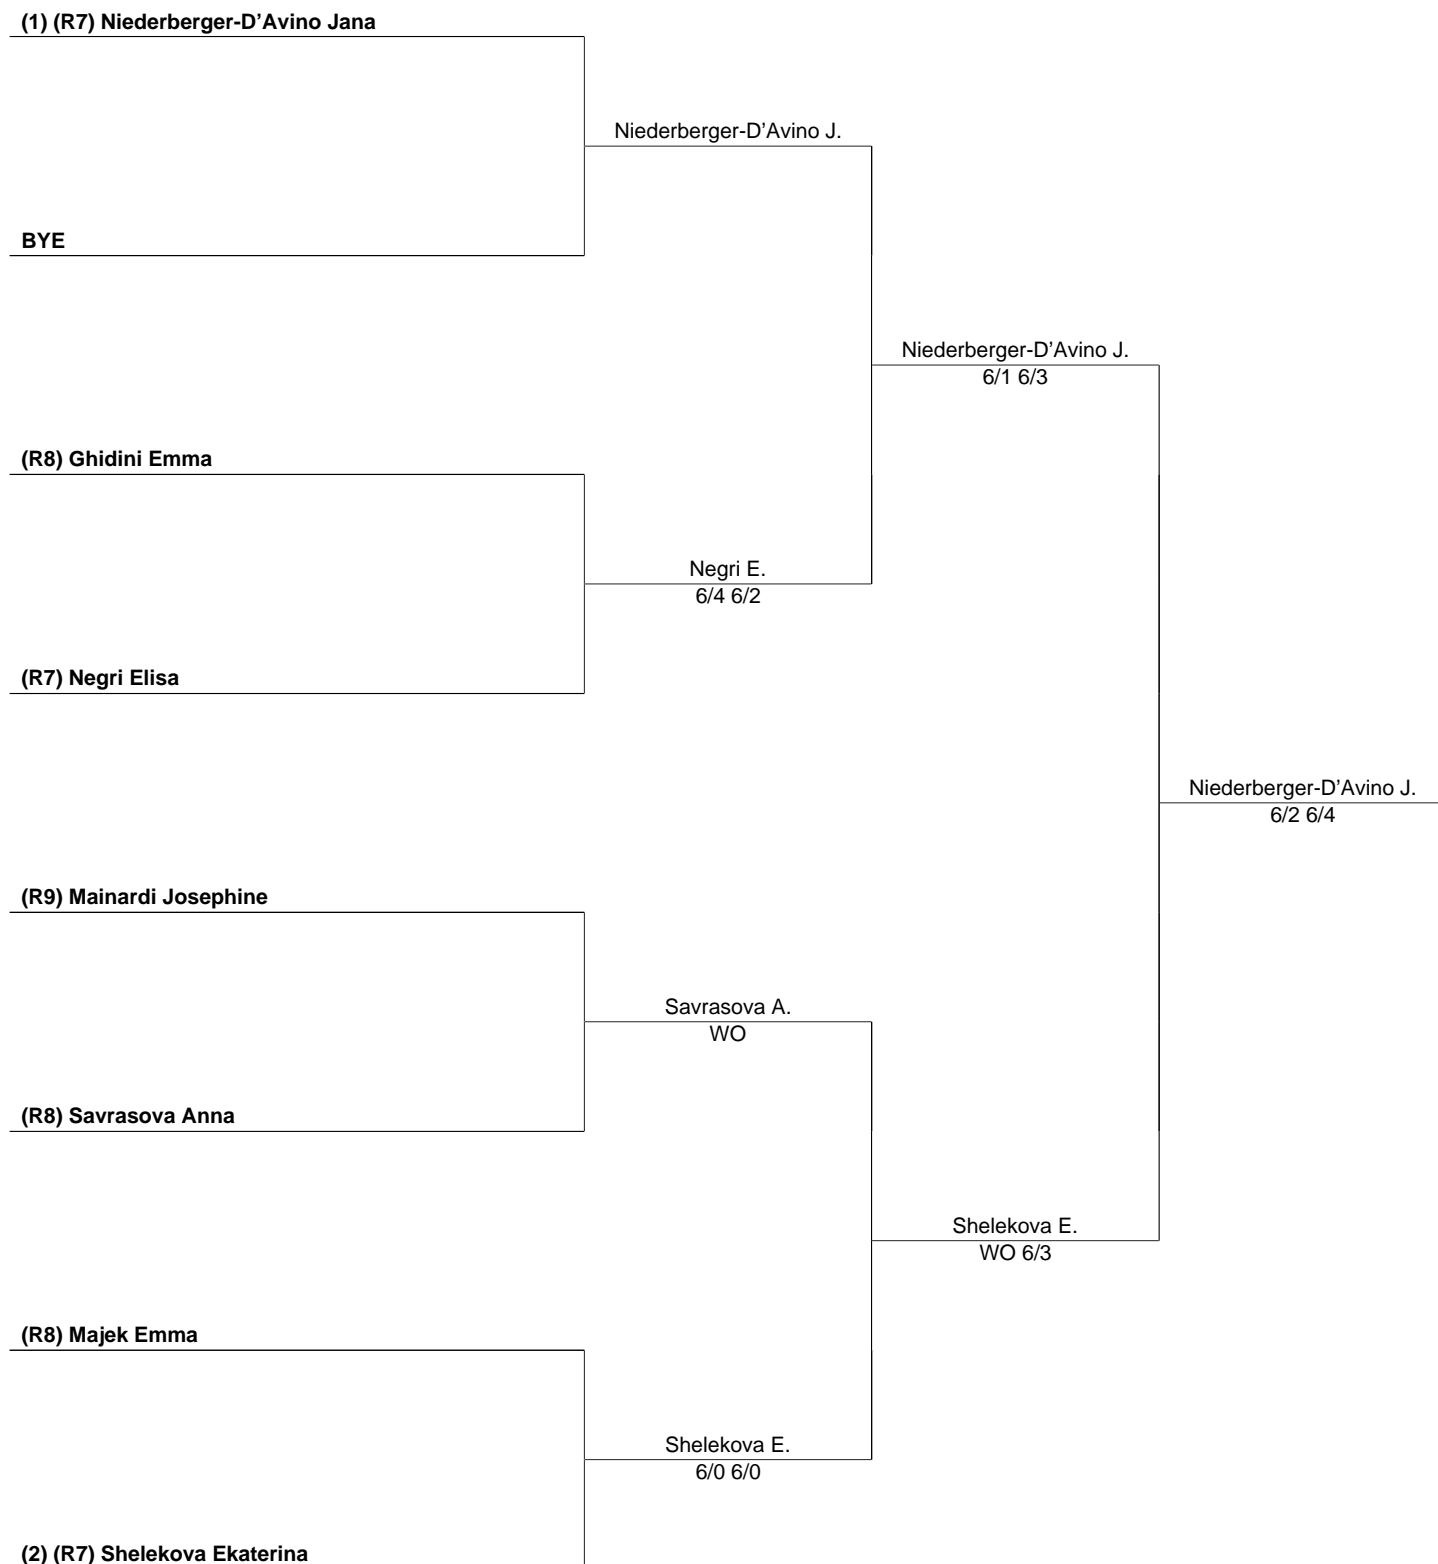 (1) (R7) Niederberger-D'Avino Jana
Niederberger-D'Avino J.
BYE
Niederberger-D'Avino J.
6/1 6/3
(R8) Ghidini Emma
Negri E.
6/4 6/2
(R7) Negri Elisa
Niederberger-D'Avino J.
6/2 6/4
(R9) Mainardi Josephine
Savrasova A.
WO
(R8) Savrasova Anna
Shelekova E.
WO 6/3
(R8) Majek Emma
Shelekova E.
6/0 6/0
(2) (R7) Shelekova Ekaterina